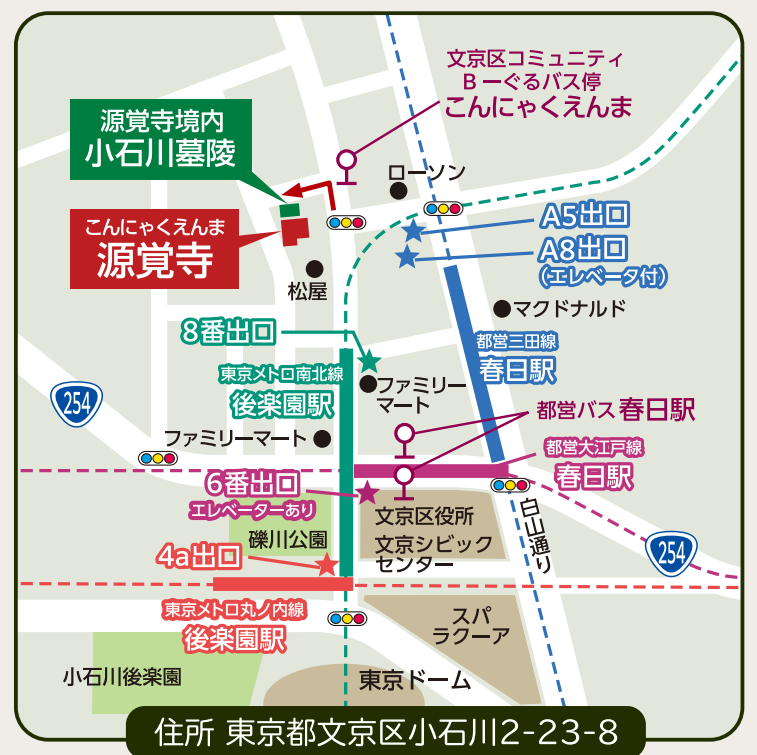 文京区コミュニティ
Bーぐるバス停
こんにゃくえんま
源覚寺境内
小石川墓陵
ローソン
こんにゃくえんま
源覚寺
A5出口
A8出口
(エレベータ付)
松屋
マクドナルド
8番出口
都営三田線
春日駅
東京メトロ南北線
後楽園駅
ファミリー
マート
254
都営バス 春日駅
ファミリーマート
都営大江戸線
春日駅
6番出口
エレベーターあり
白山通り
文京区役所
文京シビック
センター
礫川公園
254
4a出口
東京メトロ丸ノ内線
後楽園駅
スパ
ラクーア
小石川後楽園
東京ドーム
住所 東京都文京区小石川2-23-8